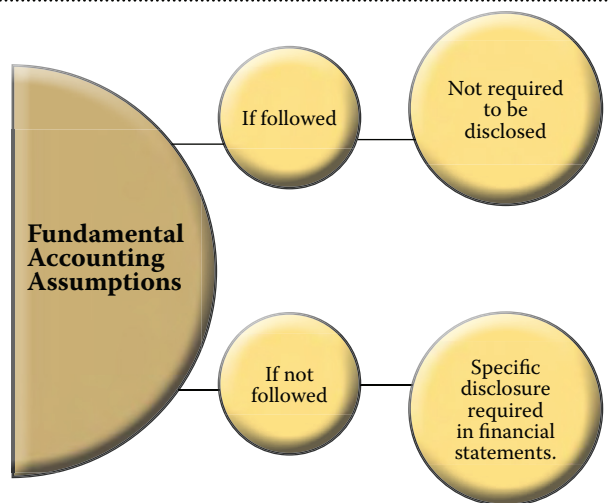 Fundamental
Accounting
Assumptions
If followed
Not required
to be
disclosed
If not
followed
Specific
disclosure
required
in financial
statements.